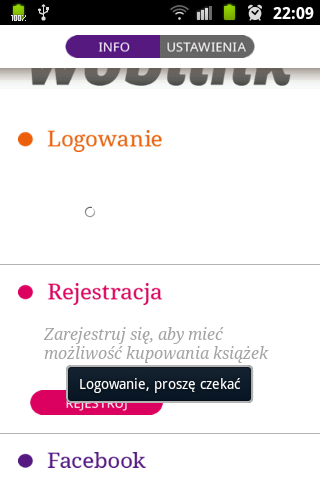 100%
22:09
INFO
USTAWIENIA
Logowanie
Rejestracja
Zarejestruj się, aby mieć
możliwość kupowania książek
Logowanie, proszę czekać
REJESTRUJ
Facebook